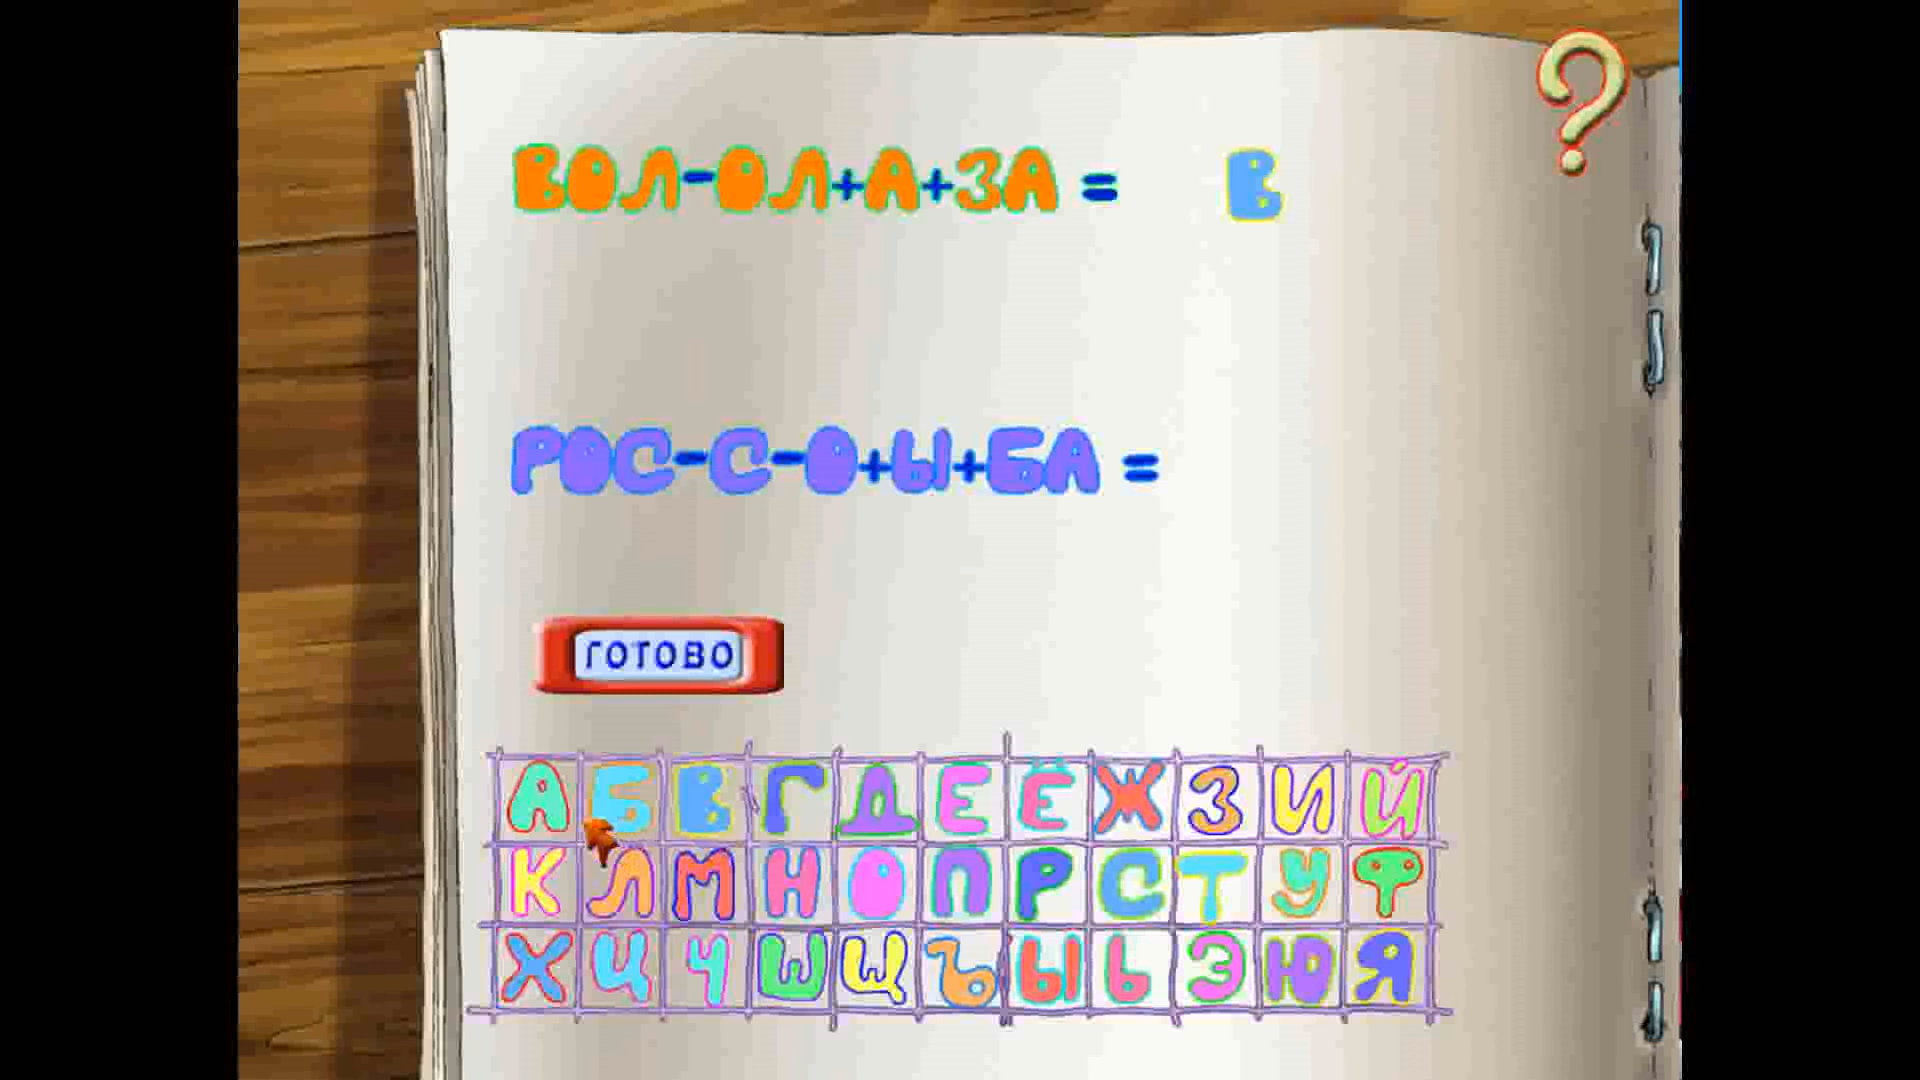 ?
ВОЛ-ОЛ+А+ЗА = В
РОС-С-О+Ы+БА =
ГОТОВО
А Б В Г Д Е Ё Ж З И Й
К Л М Н О П Р С Т У Ф
Х Ц Ч Ш Щ Ъ Ы Ь Э Ю Я